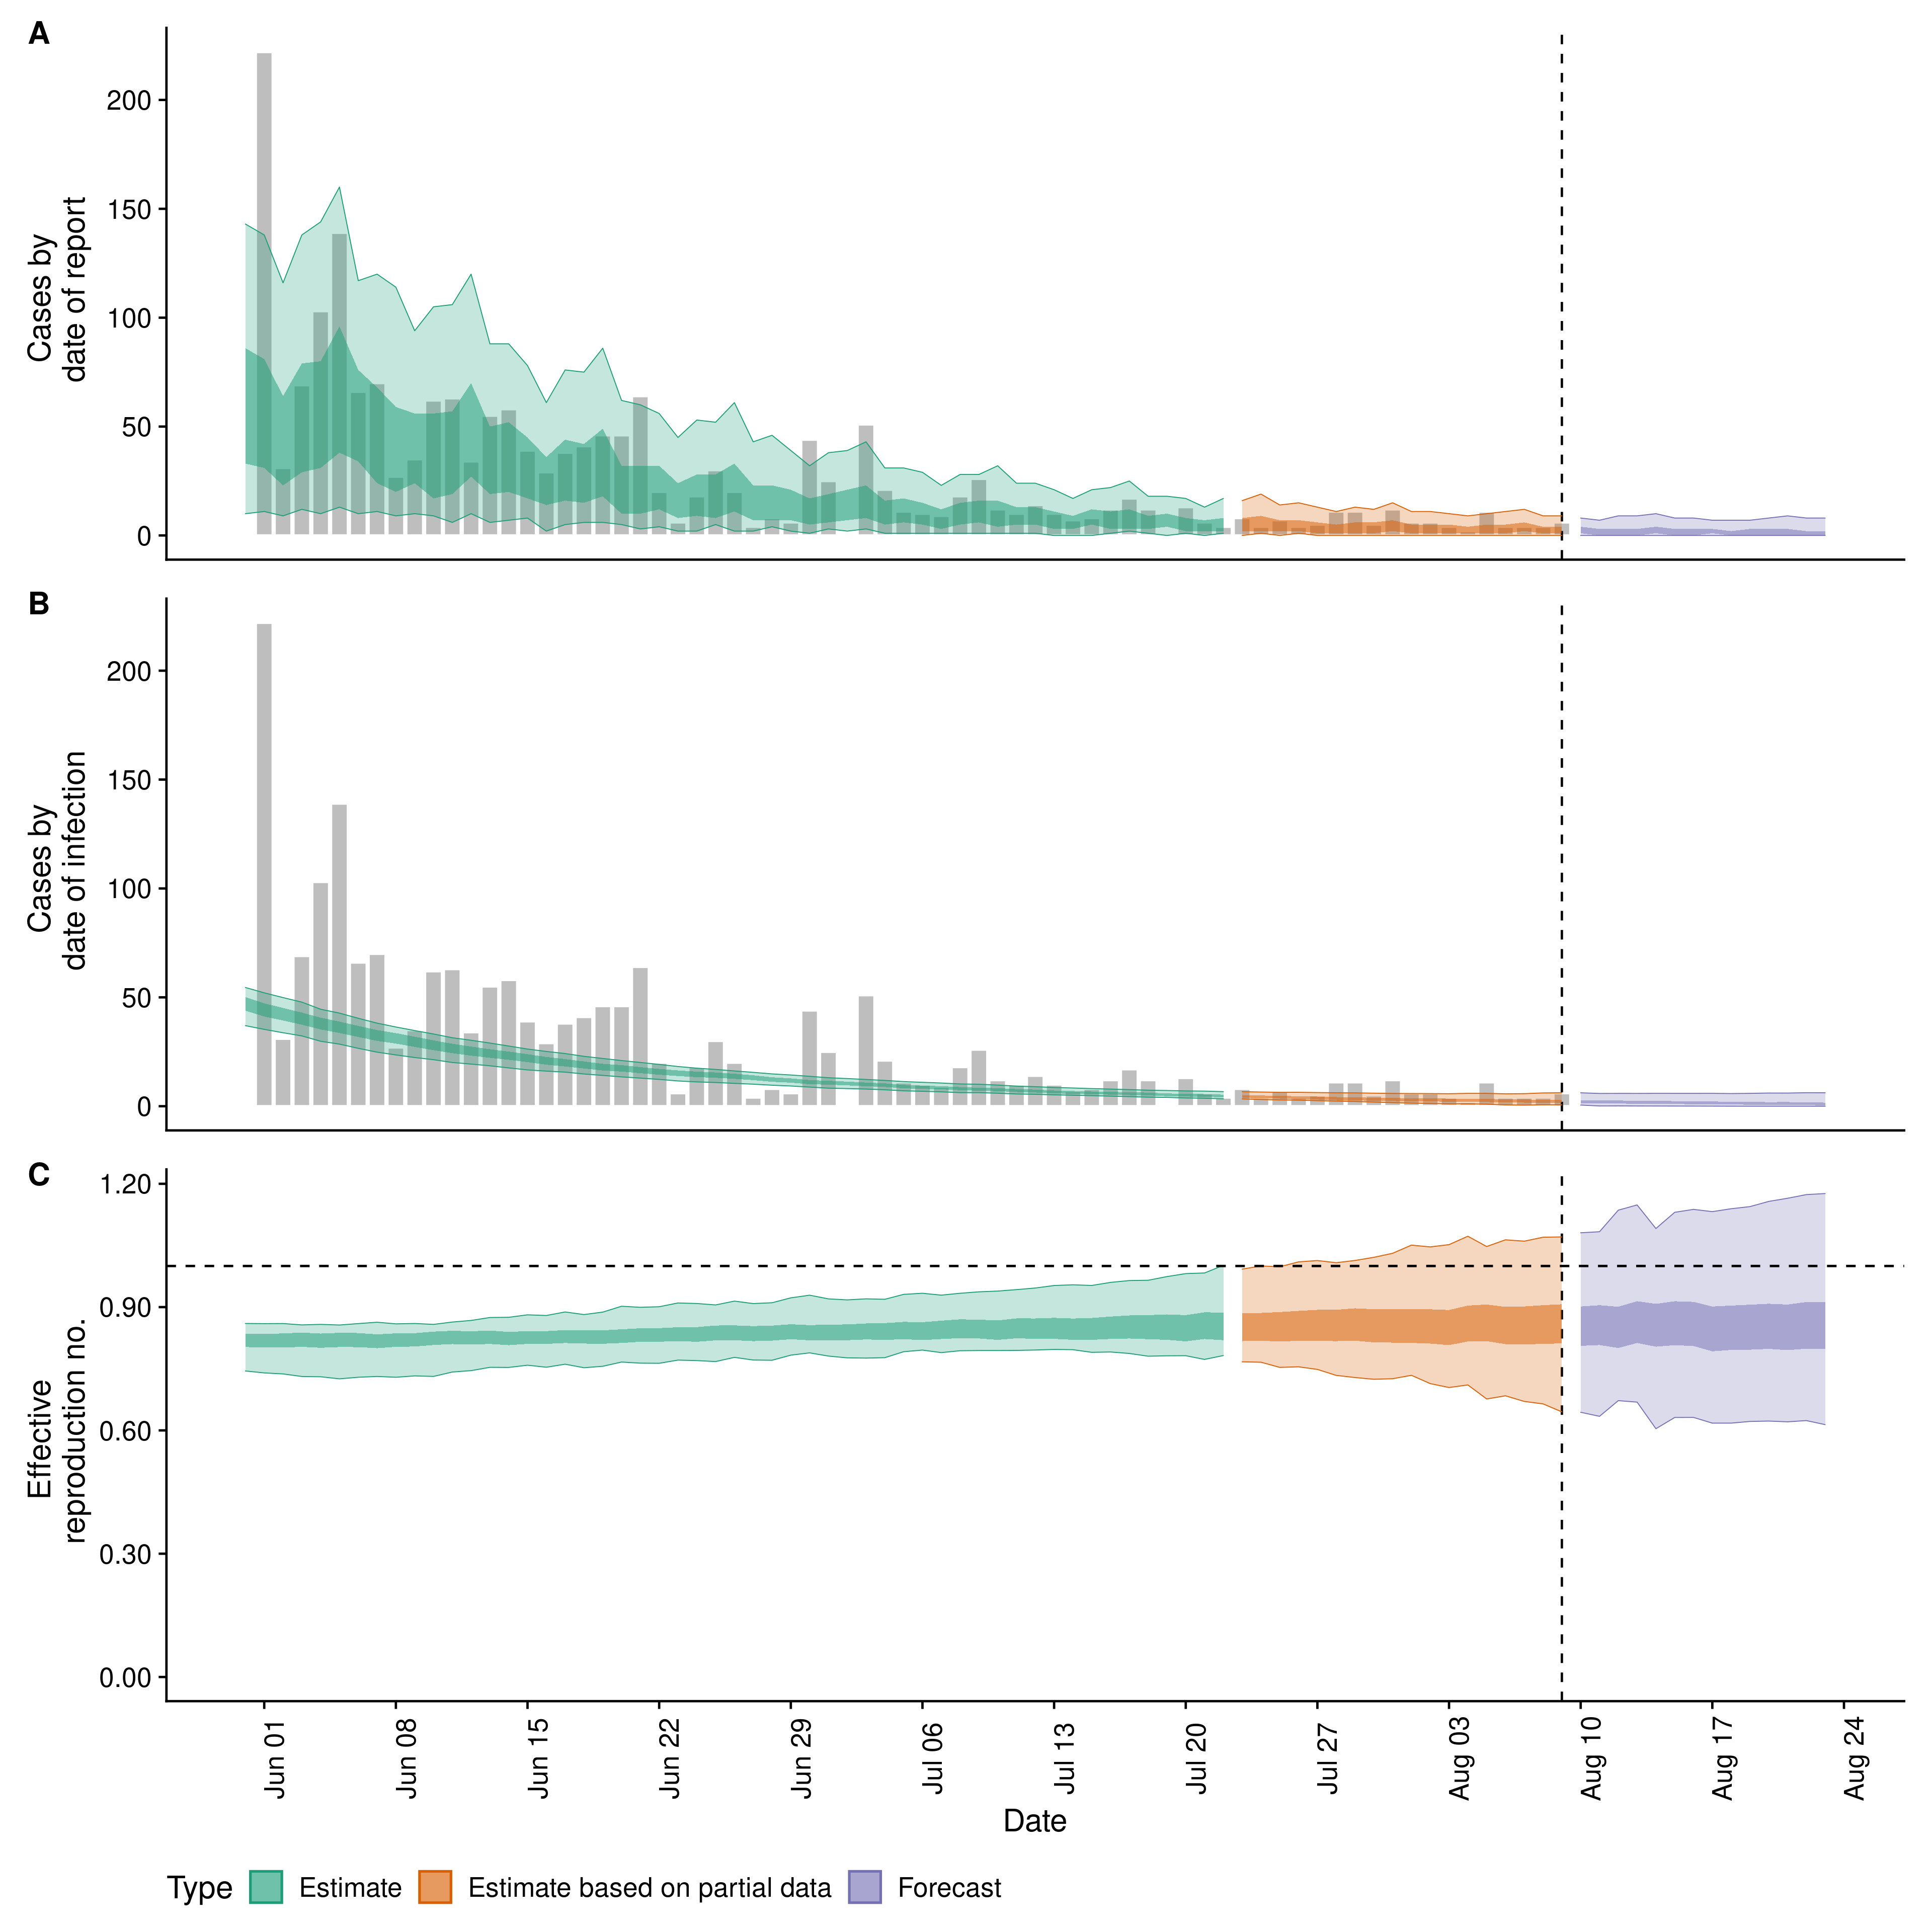 A
Cases by
date of report
200
150
100
50
0
B
Cases by
date of infection
200
150
100
50
0
C
Effective
reproduction no.
1.20
0.90
0.60
0.30
0.00
Jun 01
Jun 08
Jun 15
Jun 22
Jun 29
Jul 06
Jul 13
Jul 20
Jul 27
Aug 03
Aug 10
Aug 17
Aug 24
Date
Type Estimate Estimate based on partial data Forecast